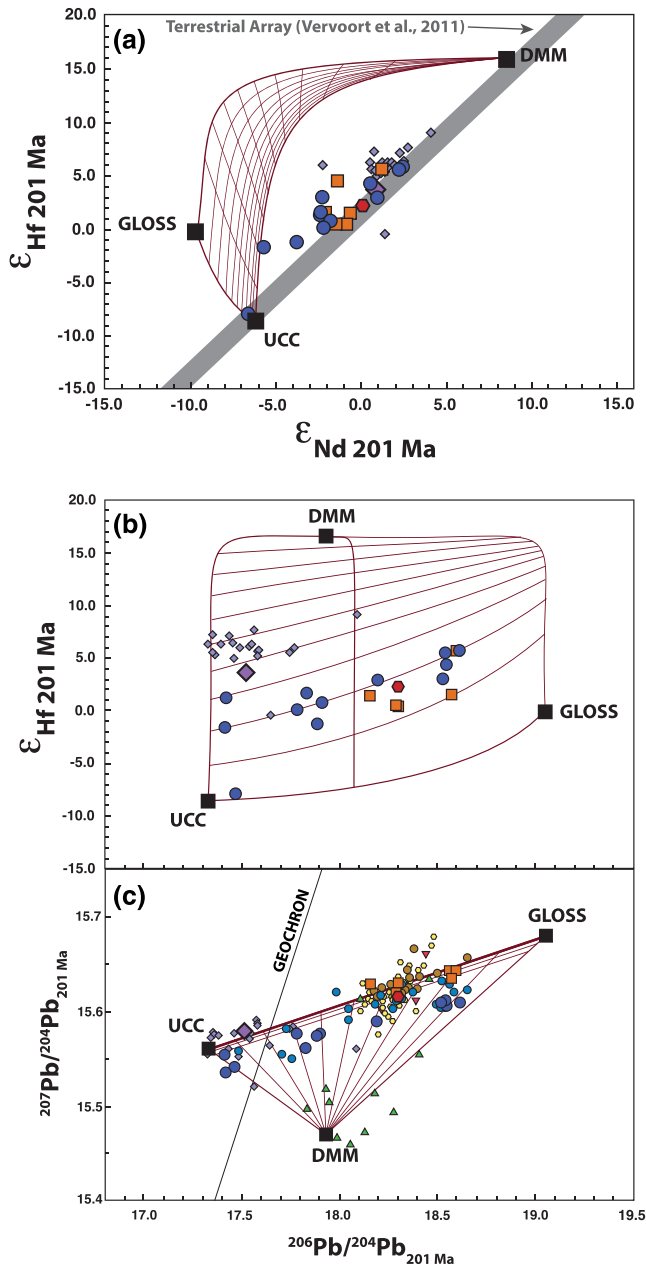 (a)
Terrestrial Array (Vervoort et al., 2011)
DMM
GLOSS
UCC
20.0
15.0
10.0
5.0
0.0
-5.0
-10.0
-15.0
εHf 201 Ma
-15.0 -10.0 -5.0 0.0 5.0 10.0 15.0
εNd 201 Ma
(b)
DMM
GLOSS
UCC
20.0
15.0
10.0
5.0
0.0
-5.0
-10.0
-15.0
εHf 201 Ma
(c)
GEOCHRON
GLOSS
UCC
DMM
15.7
15.6
15.5
15.4
207Pb/204Pb201 Ma
17.0 17.5 18.0 18.5 19.0 19.5
206Pb/204Pb201 Ma